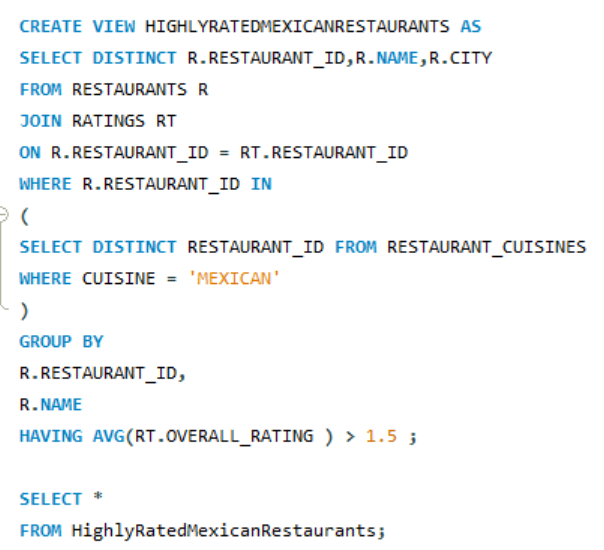 CREATE VIEW HIGHLYRATEDMEXICANRESTAURANTS AS
SELECT DISTINCT R.RESTAURANT_ID,R.NAME,R.CITY
FROM RESTAURANTS R
JOIN RATINGS RT
ON R.RESTAURANT_ID = RT.RESTAURANT_ID
WHERE R.RESTAURANT_ID IN
(
SELECT DISTINCT RESTAURANT_ID FROM RESTAURANT_CUISINES
WHERE CUISINE = 'MEXICAN'
)
GROUP BY
R.RESTAURANT_ID,
R.NAME
HAVING AVG(RT.OVERALL_RATING ) > 1.5 ;
SELECT *
FROM HighlyRatedMexicanRestaurants;